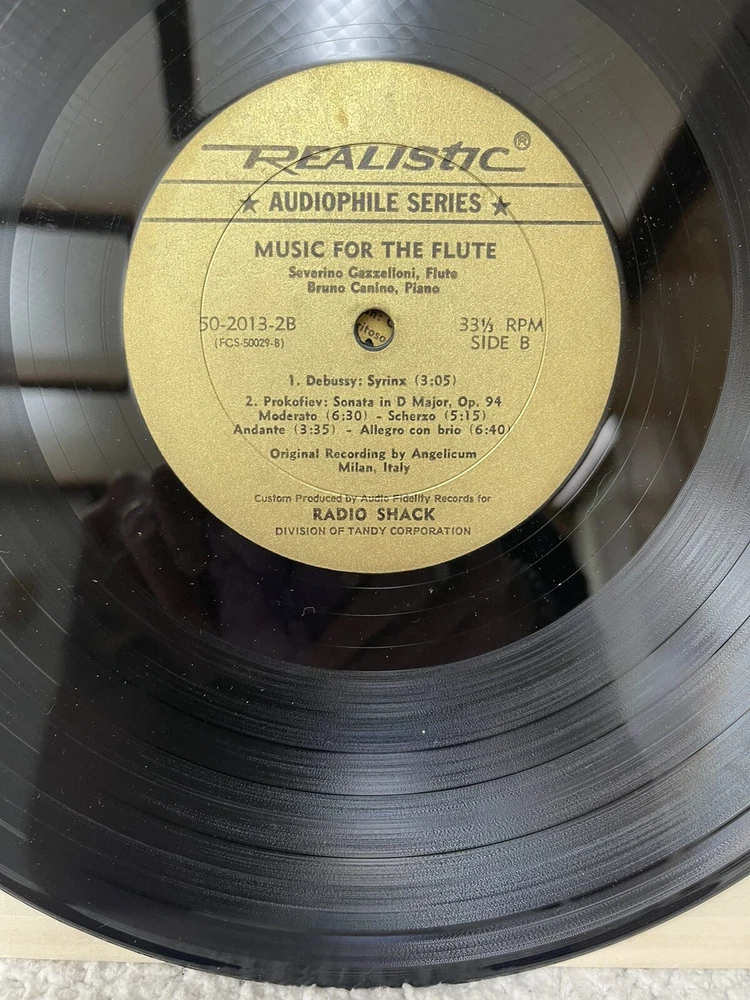 REALISTIC®
★ AUDIOPHILE SERIES ★
MUSIC FOR THE FLUTE
Severino Gazzelloni, Flute
Bruno Canino, Piano
50-2013-2B
(FCS-50029-B)
33⅓ RPM
SIDE B
1. Debussy: Syrinx (3:05)
2. Prokofiev: Sonata in D Major, Op. 94
Moderato (6:30) - Scherzo (5:15)
Andante (3:35) - Allegro con brio (6:40)
Original Recording by Angelicum
Milan, Italy
Custom Produced by Audio Fidelity Records for
RADIO SHACK
DIVISION OF TANDY CORPORATION